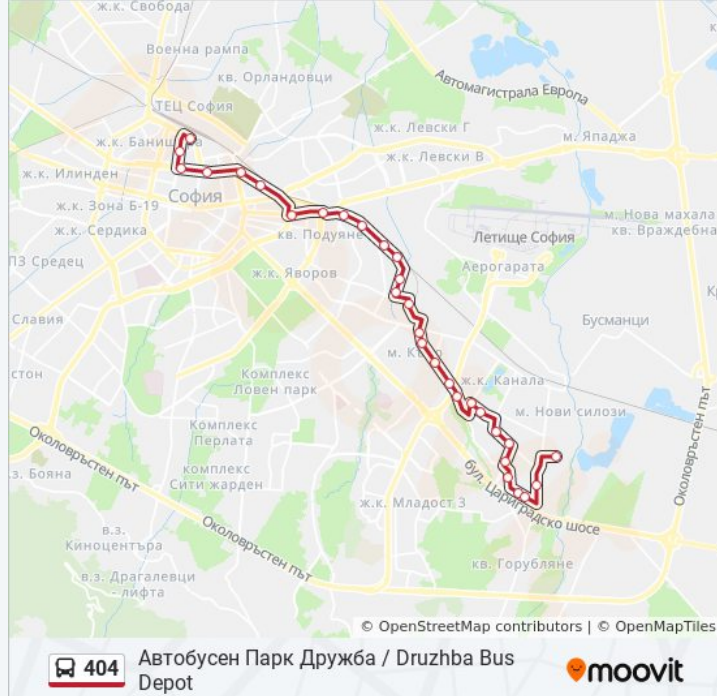 ж.к. Свобода
Военна рампа
кв. Орландовци
Автомагистрала Европа
ТЕЦ София
ж.к. Левски Г
м. Япаджа
ж.к. Банишора
ж.к. Левски В
ж.к. Илинден
София
ж.к. Зона Б-19
м. Нова махала
ж.к. Сердика
кв. Подуяне
Летище София
кв. Враждебна
ПЗ Средец
ж.к. Яворов
Аерогарата
Славия
Бусманци
Комплекс
Ловен парк
ж.к. Канала
м. Нови силози
Комплекс
Перлата
Околовръстен път
Околовръстен път
з. Бояна
комплекс
Сити жарден
бул. Цариградско шосе
ж.к. Младост 3
Околовръстен път
в.з.
Киноцентъра
кв. Горубляне
в.з. Драгалевци
- лифта
© OpenStreetMap contributors | © OpenMapTiles
404
Автобусен Парк Дружба / Druzhba Bus
Depot
moovit